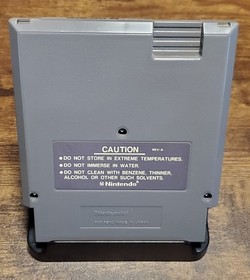 CAUTION REV-A
•DO NOT STORE IN EXTREME TEMPERATURES.
•DO NOT IMMERSE IN WATER.
•DO NOT CLEAN WITH BENZENE, THINNER,
ALCOHOL OR OTHER SUCH SOLVENTS.
Nintendo